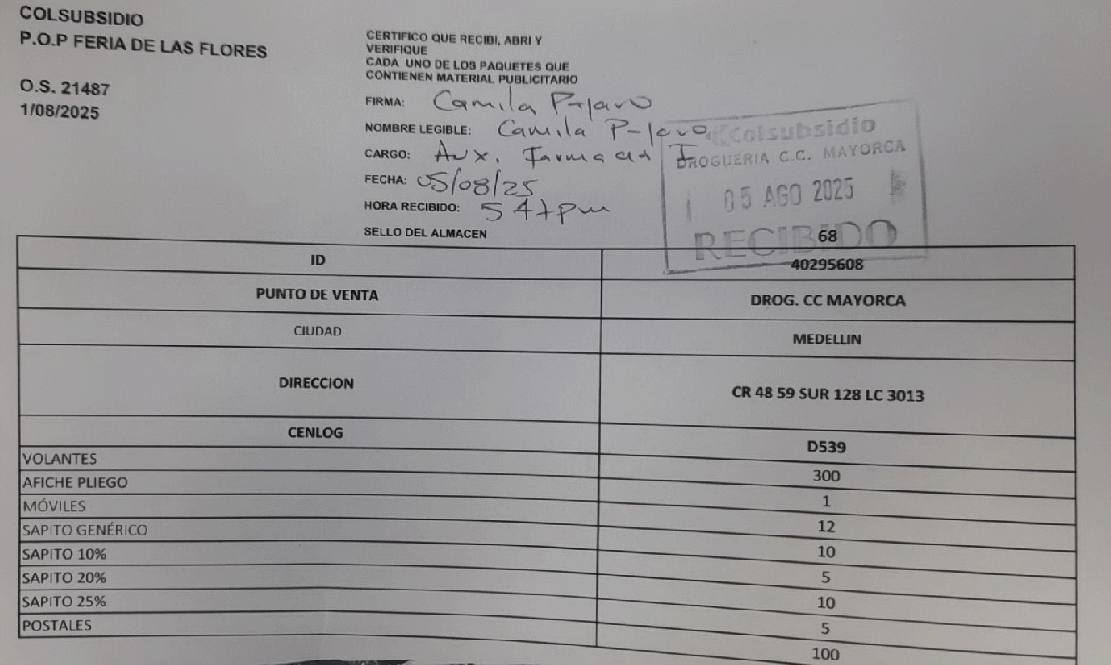 COLSUBSIDIO
P.O.P FERIA DE LAS FLORES
O.S. 21487
1/08/2025
CERTIFICO QUE RECIBI, ABRI Y
VERIFIQUE
CADA UNO DE LOS PAQUETES QUE
CONTIENEN MATERIAL PUBLICITARIO
FIRMA: Camila
NOMBRE LEGIBLE: Camila
CARGO: Aux. Farmacia I
FECHA: 05/08/25
HORA RECIBIDO: 5 47pm
SELLO DEL ALMACEN
Colsubsidio
DROGUERIA C.C. MAYORCA
05 AGO 2025
RECIBIDO
68
ID 40295608
PUNTO DE VENTA DROG. CC MAYORCA
CIUDAD MEDELLIN
DIRECCION CR 48 59 SUR 128 LC 3013
CENLOG D539
VOLANTES 300
AFICHE PLIEGO 1
MÓVILES 12
SAPITO GENÉRICO 10
SAPITO 10% 5
SAPITO 20% 10
SAPITO 25% 5
POSTALES 100